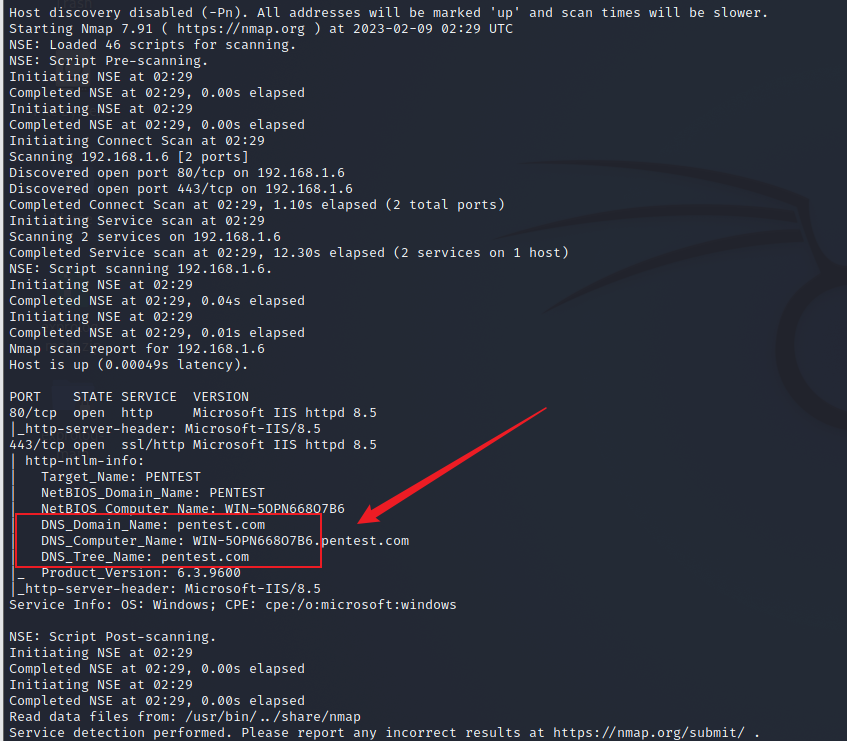 Host discovery disabled (-Pn). All addresses will be marked 'up' and scan times will be slower.
Starting Nmap 7.91 ( https://nmap.org ) at 2023-02-09 02:29 UTC
NSE: Loaded 46 scripts for scanning.
NSE: Script Pre-scanning.
Initiating NSE at 02:29
Completed NSE at 02:29, 0.00s elapsed
Initiating NSE at 02:29
Completed NSE at 02:29, 0.00s elapsed
Initiating Connect Scan at 02:29
Scanning 192.168.1.6 [2 ports]
Discovered open port 80/tcp on 192.168.1.6
Discovered open port 443/tcp on 192.168.1.6
Completed Connect Scan at 02:29, 1.10s elapsed (2 total ports)
Initiating Service scan at 02:29
Scanning 2 services on 192.168.1.6
Completed Service scan at 02:29, 12.30s elapsed (2 services on 1 host)
NSE: Script scanning 192.168.1.6.
Initiating NSE at 02:29
Completed NSE at 02:29, 0.04s elapsed
Initiating NSE at 02:29
Completed NSE at 02:29, 0.01s elapsed
Nmap scan report for 192.168.1.6
Host is up (0.00049s latency).

PORT    STATE SERVICE  VERSION
80/tcp  open  http     Microsoft IIS httpd 8.5
|_http-server-header: Microsoft-IIS/8.5
443/tcp open  ssl/http Microsoft IIS httpd 8.5
| http-ntlm-info:
|   Target_Name: PENTEST
|   NetBIOS_Domain_Name: PENTEST
|   NetBIOS_Computer_Name: WIN-5OPN668O7B6
|   DNS_Domain_Name: pentest.com
|   DNS_Computer_Name: WIN-5OPN668O7B6.pentest.com
|   DNS_Tree_Name: pentest.com
|_  Product_Version: 6.3.9600
|_http-server-header: Microsoft-IIS/8.5
Service Info: OS: Windows; CPE: cpe:/o:microsoft:windows

NSE: Script Post-scanning.
Initiating NSE at 02:29
Completed NSE at 02:29, 0.00s elapsed
Initiating NSE at 02:29
Completed NSE at 02:29, 0.00s elapsed
Read data files from: /usr/bin/../share/nmap
Service detection performed. Please report any incorrect results at https://nmap.org/submit/ .